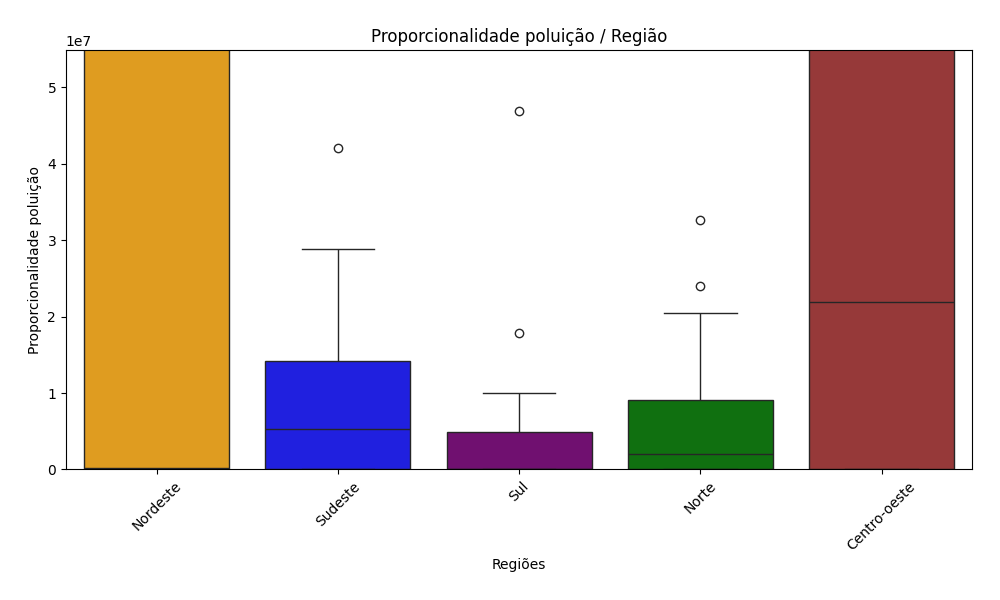 Proporcionalidade poluição / Região
1e7
5
4
3
2
1
0
Proporcionalidade poluição
Nordeste
Sudeste
Sul
Norte
Centro-oeste
Regiões